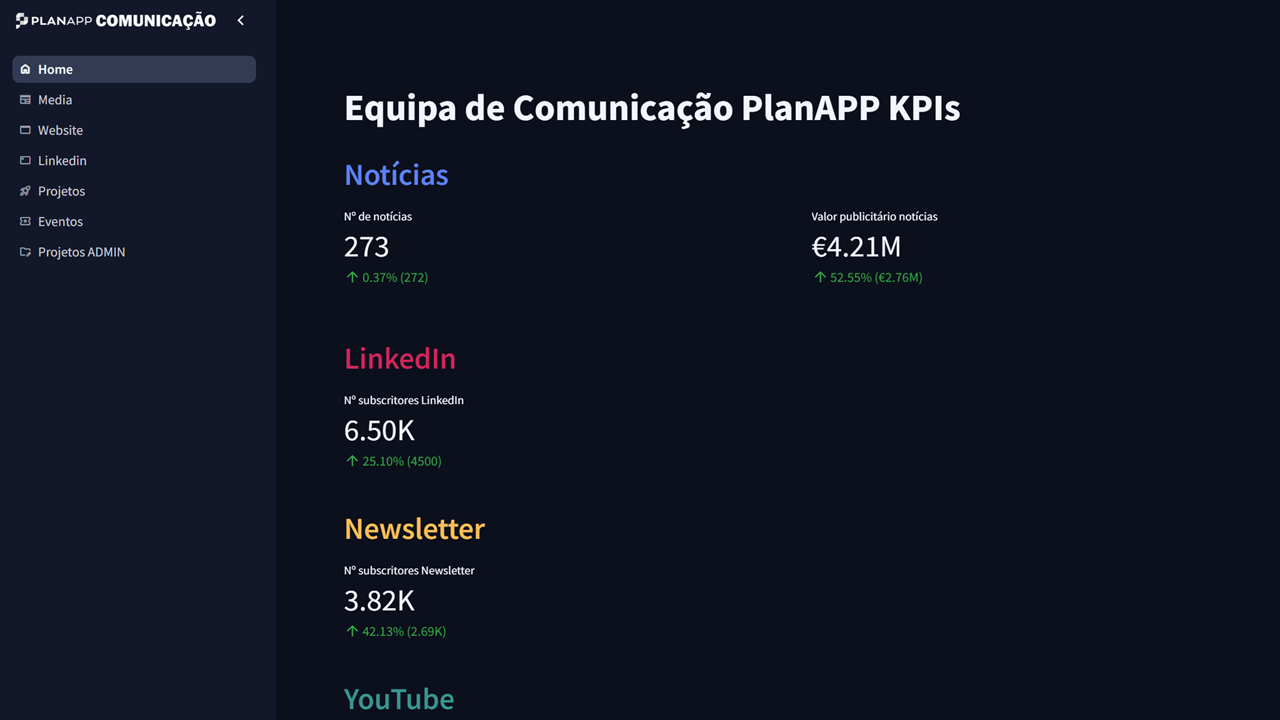 PLANAPP COMUNICAÇÃO
Home
Media
Website
Linkedin
Projetos
Eventos
Projetos ADMIN
Equipa de Comunicação PlanAPP KPIs
Notícias
Nº de notícias
273
0.37% (272)
Valor publicitário notícias
€4.21M
52.55% (€2.76M)
LinkedIn
Nº subscritores LinkedIn
6.50K
25.10% (4500)
Newsletter
Nº subscritores Newsletter
3.82K
42.13% (2.69K)
YouTube